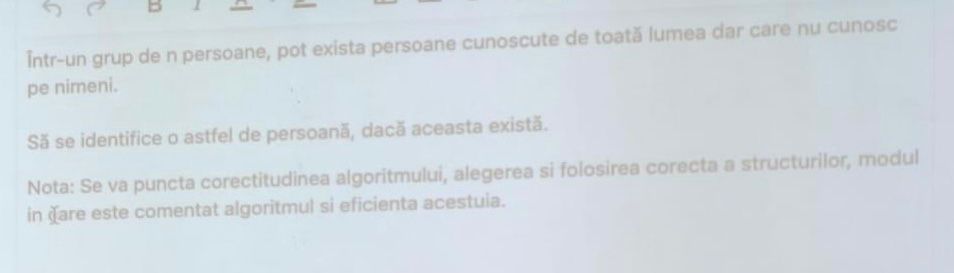 Într-un grup de n persoane, pot exista persoane cunoscute de toată lumea dar care nu cunosc
pe nimeni.
Să se identifice o astfel de persoană, dacă aceasta există.
Nota: Se va puncta corectitudinea algoritmului, alegerea si folosirea corecta a structurilor, modul
in care este comentat algoritmul si eficienta acestuia.